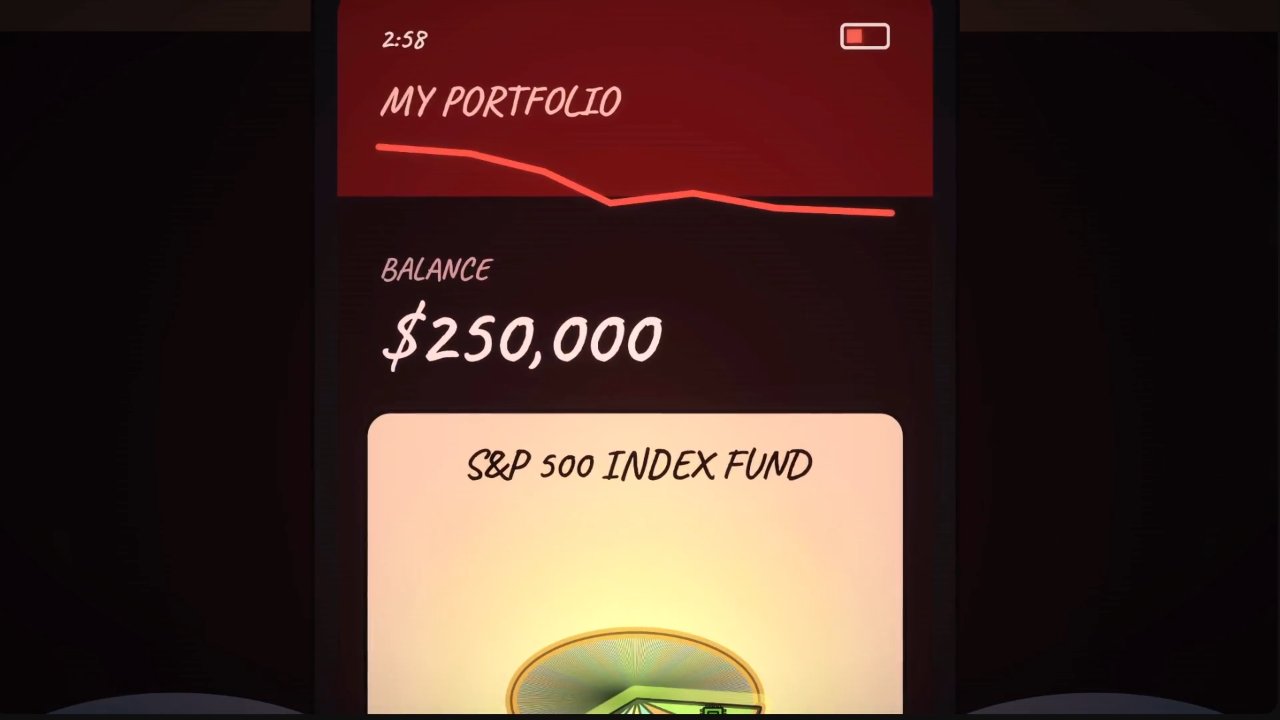 2:58
MY PORTFOLIO
BALANCE
$250,000
S&P 500 INDEX FUND